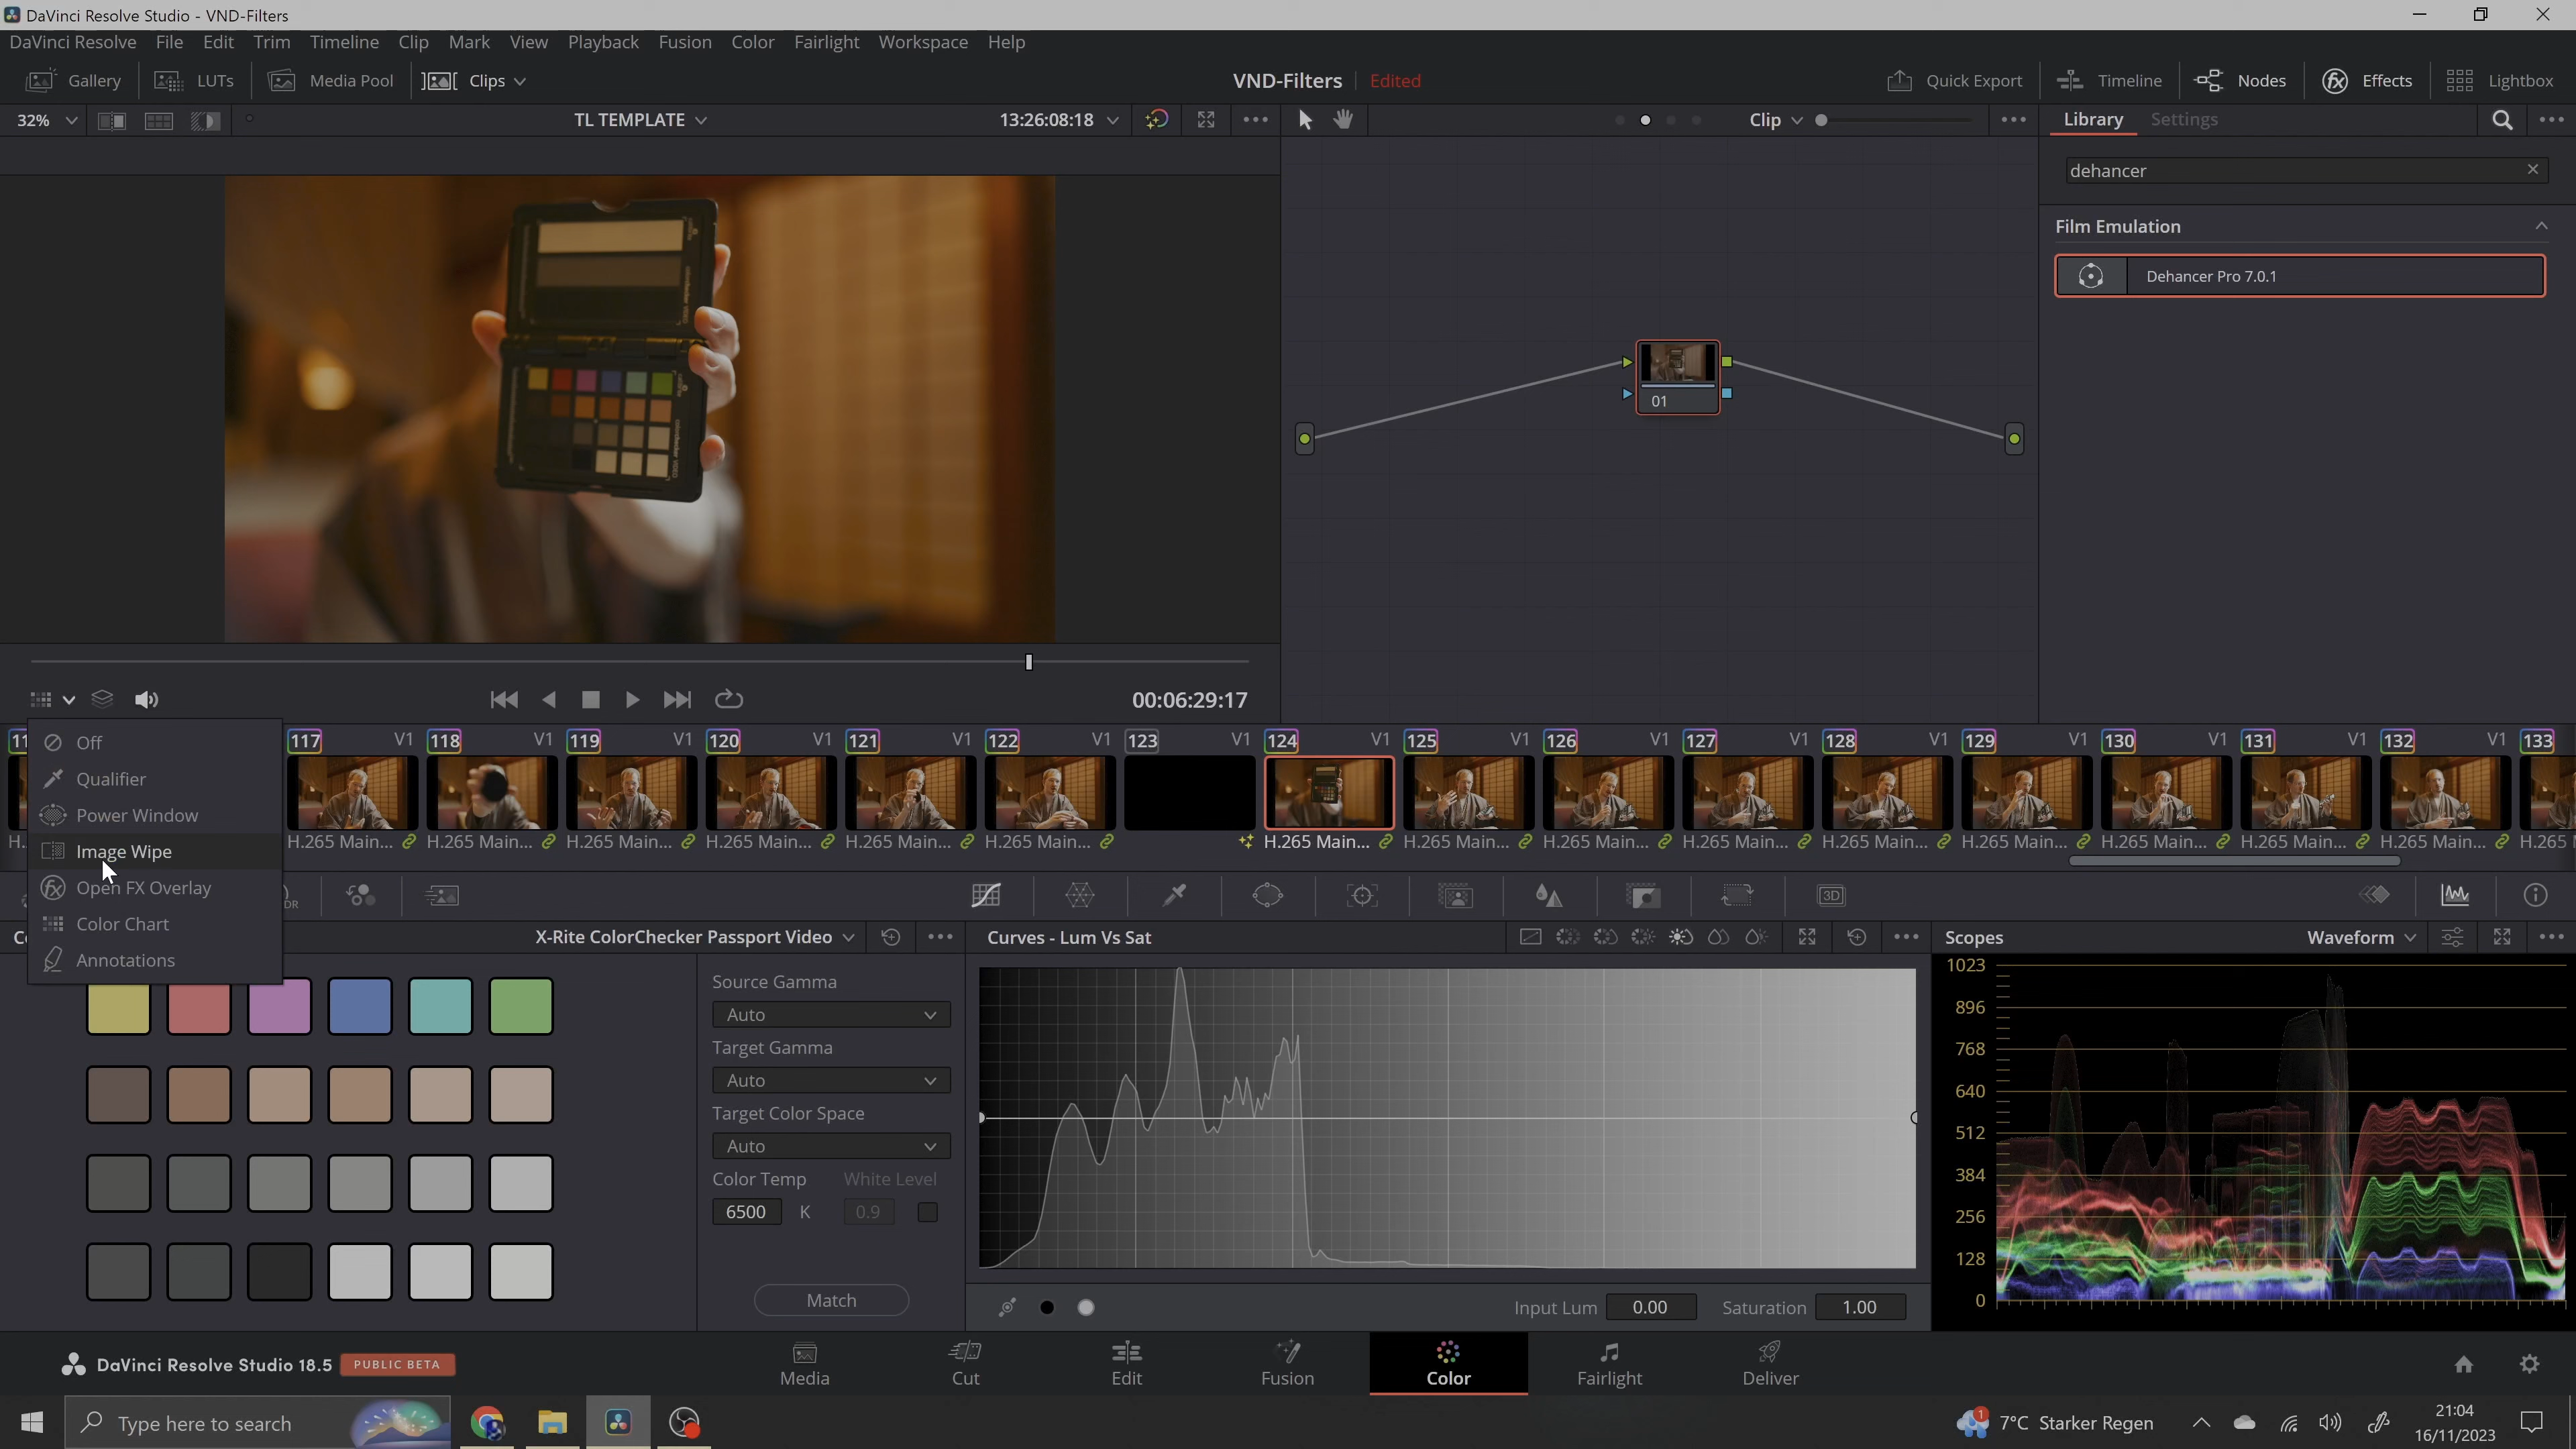 DaVinci Resolve Studio - VND-Filters
DaVinci Resolve File Edit Trim Timeline Clip Mark View Playback Fusion Color Fairlight Workspace Help
Gallery LUTs Media Pool Clips VND-Filters Edited Quick Export Timeline Nodes Effects Lightbox
32% TL TEMPLATE 13:26:08:18 Clip Library Settings
dehancer
Film Emulation
Dehancer Pro 7.0.1
01
00:06:29:17
117 V1 118 V1 119 V1 120 V1 121 V1 122 V1 123 V1 124 V1 125 V1 126 V1 127 V1 128 V1 129 V1 130 V1 131 V1 132 V1 133
H.265 Main... H.265 Main... H.265 Main... H.265 Main... H.265 Main... H.265 Main... H.265 Main... H.265 Main... H.265 Main... H.265 Main... H.265 Main... H.265 Main... H.265 Main... H.265 Main... H.265 Main... H.265
Off
Qualifier
Power Window
Image Wipe
Open FX Overlay
Color Chart
Annotations
X-Rite ColorChecker Passport Video
Source Gamma
Auto
Target Gamma
Auto
Target Color Space
Auto
Color Temp White Level
6500 K 0.9
Match
Curves - Lum Vs Sat
3D
Input Lum 0.00 Saturation 1.00
Scopes Waveform
1023
896
768
640
512
384
256
128
0
DaVinci Resolve Studio 18.5 PUBLIC BETA
Media Cut Edit Fusion Color Fairlight Deliver
Type here to search
1
7°C Starker Regen
21:04
16/11/2023